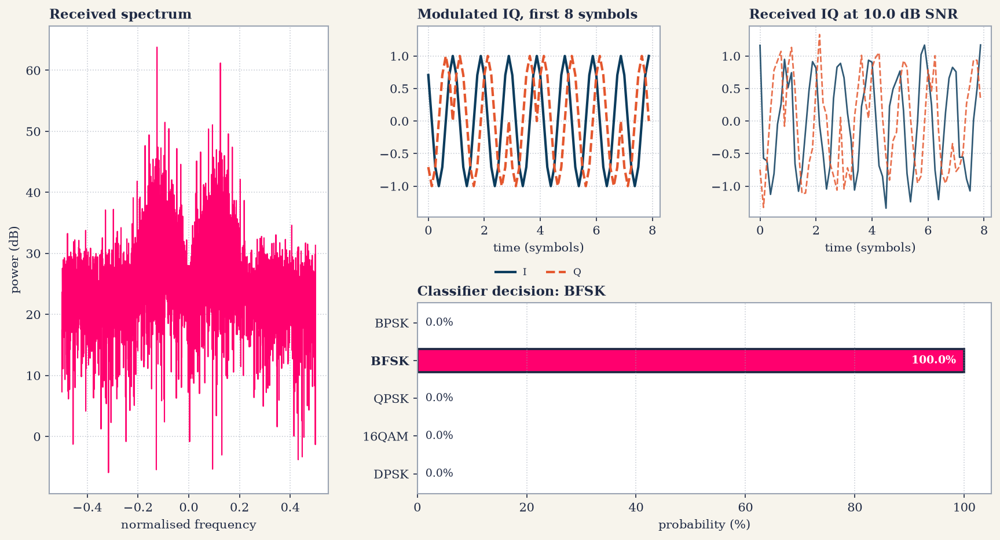 Received spectrum
power (dB)
60
50
40
30
20
10
0
−0.4 −0.2 0.0 0.2 0.4
normalised frequency
Modulated IQ, first 8 symbols
1.0
0.5
0.0
−0.5
−1.0
0 2 4 6 8
time (symbols)
I Q
Received IQ at 10.0 dB SNR
1.0
0.5
0.0
−0.5
−1.0
0 2 4 6 8
time (symbols)
Classifier decision: BFSK
BPSK 0.0%
BFSK 100.0%
QPSK 0.0%
16QAM 0.0%
DPSK 0.0%
0 20 40 60 80 100
probability (%)